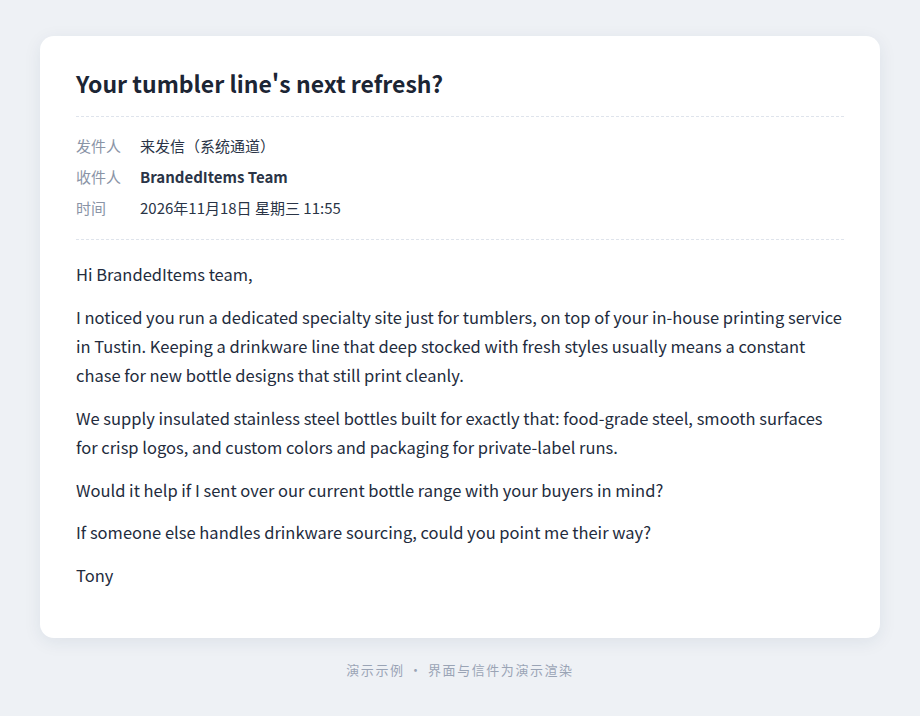 Your tumbler line's next refresh?
发件人 来发信（系统通道）
收件人 BrandedItems Team
时间 2026年11月18日 星期三 11:55
Hi BrandedItems team,
I noticed you run a dedicated specialty site just for tumblers, on top of your in-house printing service
in Tustin. Keeping a drinkware line that deep stocked with fresh styles usually means a constant
chase for new bottle designs that still print cleanly.
We supply insulated stainless steel bottles built for exactly that: food-grade steel, smooth surfaces
for crisp logos, and custom colors and packaging for private-label runs.
Would it help if I sent over our current bottle range with your buyers in mind?
If someone else handles drinkware sourcing, could you point me their way?
Tony
演示示例 · 界面与信件为演示渲染